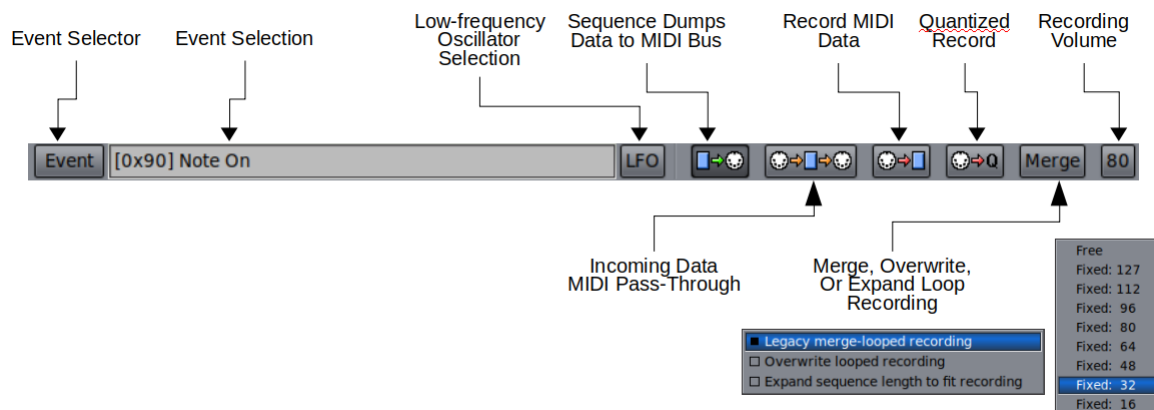 Event Selector
Event Selection
Low-frequency
Oscillator
Selection
Sequence Dumps
Data to MIDI Bus
Record MIDI
Data
Quantized
Record
Recording
Volume
Event
[0x90] Note On
LFO
Q
Merge
80
Incoming Data
MIDI Pass-Through
Merge, Overwrite,
Or Expand Loop
Recording
Legacy merge-looped recording
Overwrite looped recording
Expand sequence length to fit recording
Free
Fixed: 127
Fixed: 112
Fixed: 96
Fixed: 80
Fixed: 64
Fixed: 48
Fixed: 32
Fixed: 16